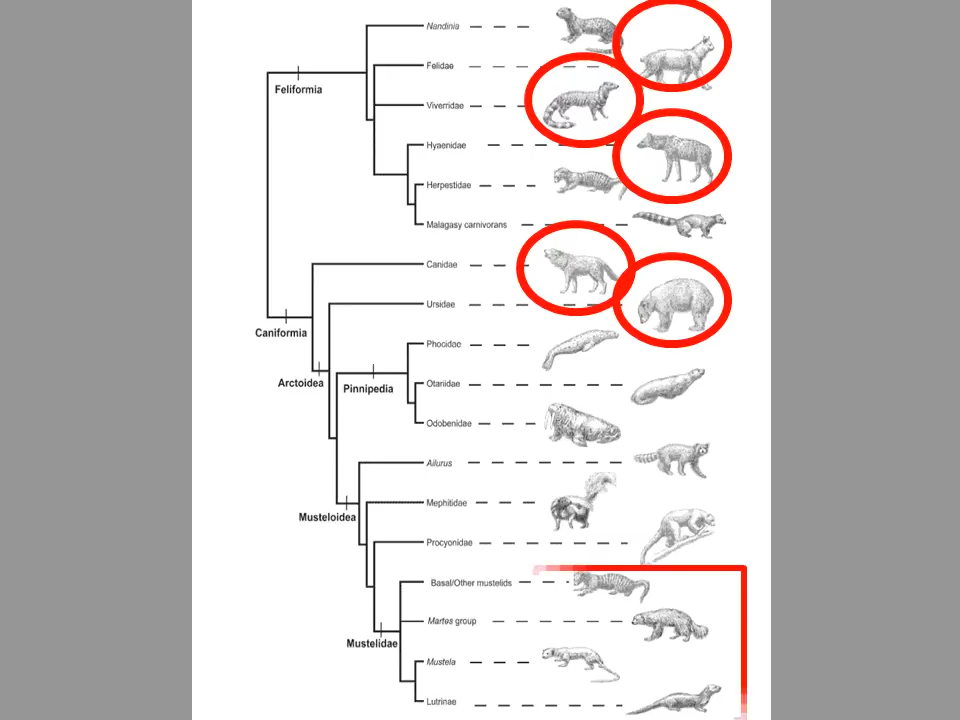 Nandinia
Felidae
Feliformia
Viverridae
Hyaenidae
Herpestidae
Malagasy carnivorans
Canidae
Ursidae
Caniformia
Phocidae
Arctoidea
Pinnipedia
Otariidae
Odobenidae
Ailurus
Mephitidae
Musteloidea
Procyonidae
Basal/Other mustelids
Martes group
Mustelidae
Mustela
Lutrinae